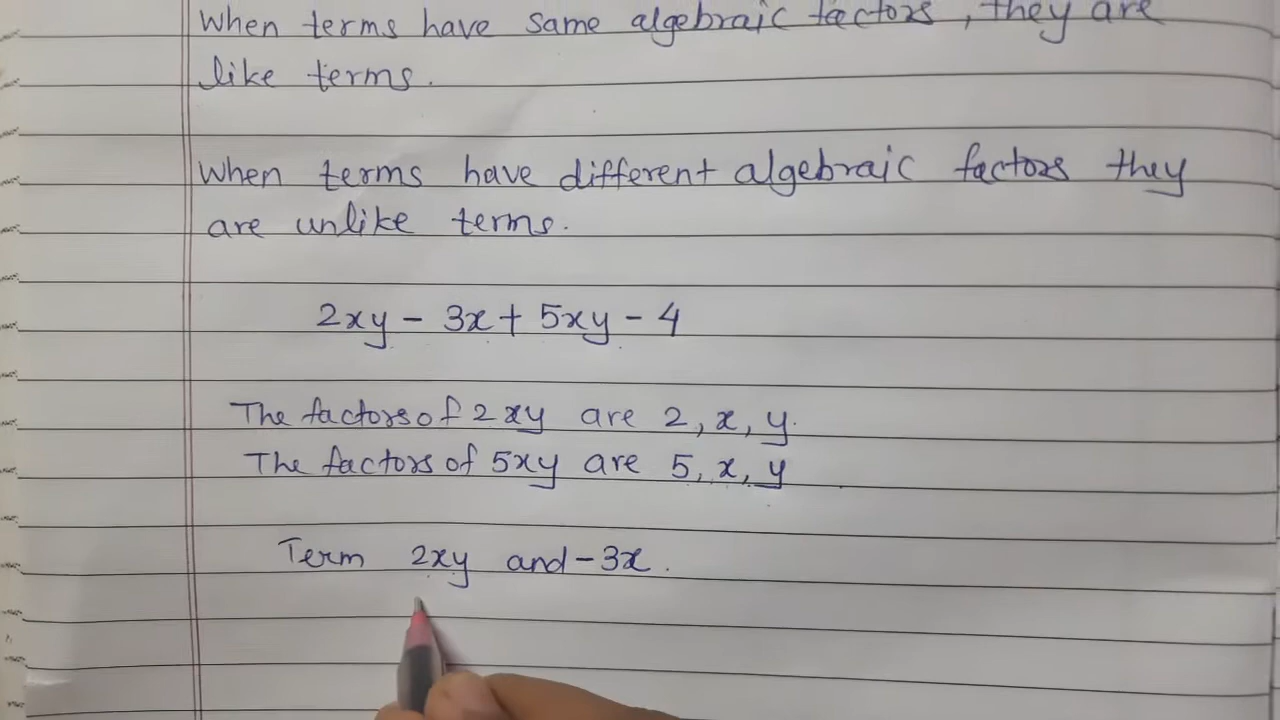 When terms have same algebraic factors, they are
like terms.
When terms have different algebraic factors they
are unlike terms.
2xy - 3x + 5xy - 4
The factors of 2xy are 2, x, y.
The factors of 5xy are 5, x, y
Term 2xy and -3x.